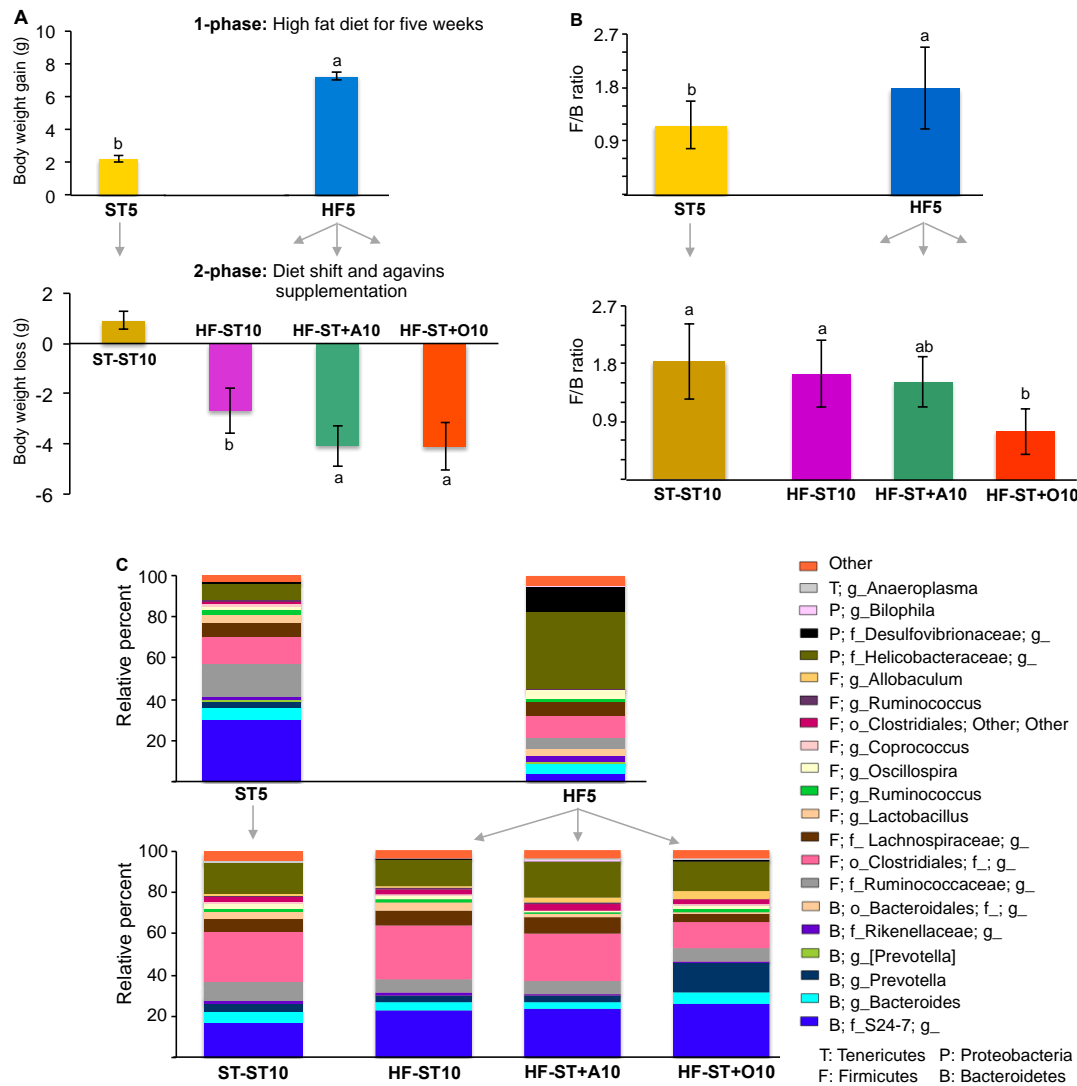 A
1-phase: High fat diet for five weeks
Body weight gain (g)
10
8
6
4
2
0
b
a
ST5
HF5
2-phase: Diet shift and agavins
supplementation
Body weight loss (g)
2
0
-2
-4
-6
ST-ST10
HF-ST10
HF-ST+A10
HF-ST+O10
b
a
a
B
F/B ratio
2.7
1.8
0.9
b
a
ST5
HF5
F/B ratio
2.7
1.8
0.9
a
a
ab
b
ST-ST10
HF-ST10
HF-ST+A10
HF-ST+O10
C
Relative percent
100
80
60
40
20
ST5
HF5
Relative percent
100
80
60
40
20
ST-ST10
HF-ST10
HF-ST+A10
HF-ST+O10
Other
T; g_Anaeroplasma
P; g_Bilophila
P; f_Desulfovibrionaceae; g_
P; f_Helicobacteraceae; g_
F; g_Allobaculum
F; g_Ruminococcus
F; o_Clostridiales; Other; Other
F; g_Coprococcus
F; g_Oscillospira
F; g_Ruminococcus
F; g_Lactobacillus
F; f_ Lachnospiraceae; g_
F; o_Clostridiales; f_; g_
F; f_Ruminococcaceae; g_
B; o_Bacteroidales; f_; g_
B; f_Rikenellaceae; g_
B; g_[Prevotella]
B; g_Prevotella
B; g_Bacteroides
B; f_S24-7; g_
T: Tenericutes P: Proteobacteria
F: Firmicutes B: Bacteroidetes